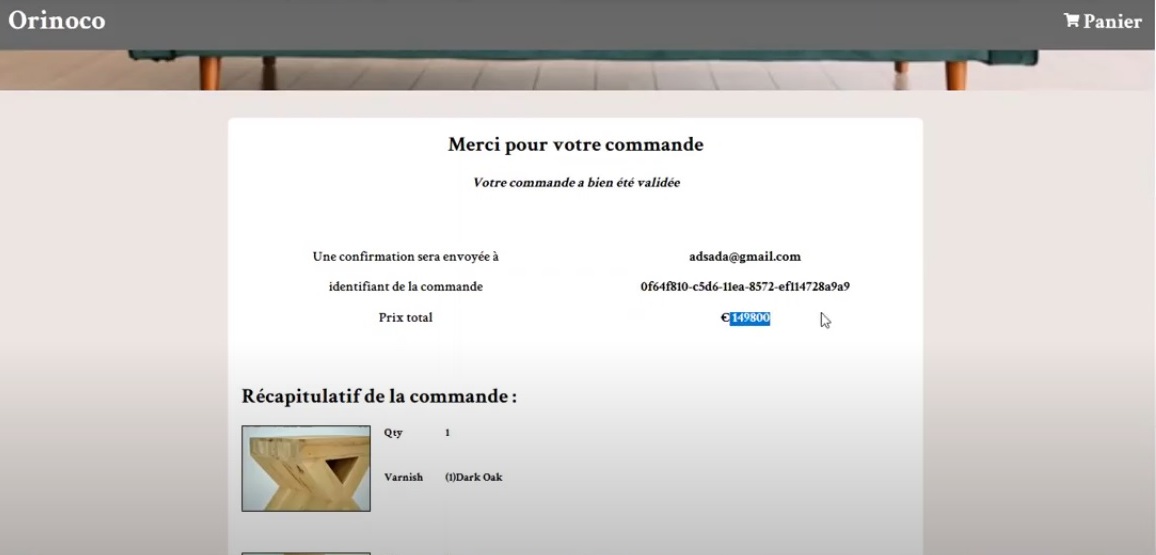 Orinoco
Panier
Merci pour votre commande
Votre commande a bien été validée
Une confirmation sera envoyée à adsada@gmail.com
identifiant de la commande 0f64f810-c5d6-11ea-8572-ef114728a9a9
Prix total €149800
Récapitulatif de la commande :
Qty 1
Varnish (1)Dark Oak